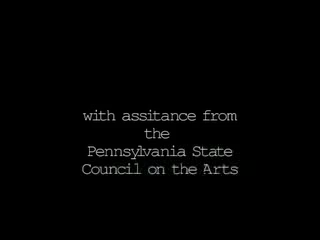 with assitance from
the
Pennsylvania State
Council on the Arts